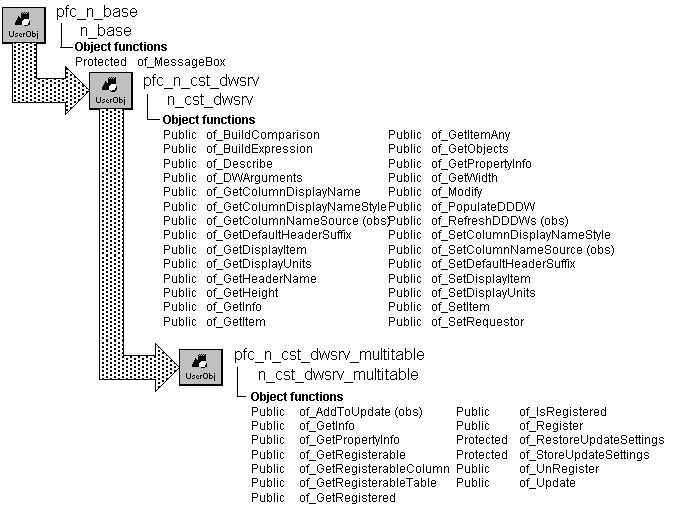 pfc_n_base
n_base
UserObj
Object functions
Protected of_MessageBox
pfc_n_cst_dwsrv
n_cst_dwsrv
UserObj
Object functions
Public of_BuildComparison Public of_GetItemAny
Public of_BuildExpression Public of_GetObjects
Public of_Describe Public of_GetPropertyInfo
Public of_DWArguments Public of_GetWidth
Public of_GetColumnDisplayName Public of_Modify
Public of_GetColumnDisplayNameStyle Public of_PopulateDDDW
Public of_GetColumnNameSource (obs) Public of_RefreshDDDWs (obs)
Public of_GetDefaultHeaderSuffix Public of_SetColumnDisplayNameStyle
Public of_GetDisplayItem Public of_SetColumnNameSource (obs)
Public of_GetDisplayUnits Public of_SetDefaultHeaderSuffix
Public of_GetHeaderName Public of_SetDisplayItem
Public of_GetHeight Public of_SetDisplayUnits
Public of_GetInfo Public of_SetItem
Public of_GetItem Public of_SetRequestor
pfc_n_cst_dwsrv_multitable
n_cst_dwsrv_multitable
UserObj
Object functions
Public of_AddToUpdate (obs) Public of_IsRegistered
Public of_GetInfo Public of_Register
Public of_GetPropertyInfo Protected of_RestoreUpdateSettings
Public of_GetRegisterable Protected of_StoreUpdateSettings
Public of_GetRegisterableColumn Public of_UnRegister
Public of_GetRegisterableTable Public of_Update
Public of_GetRegistered